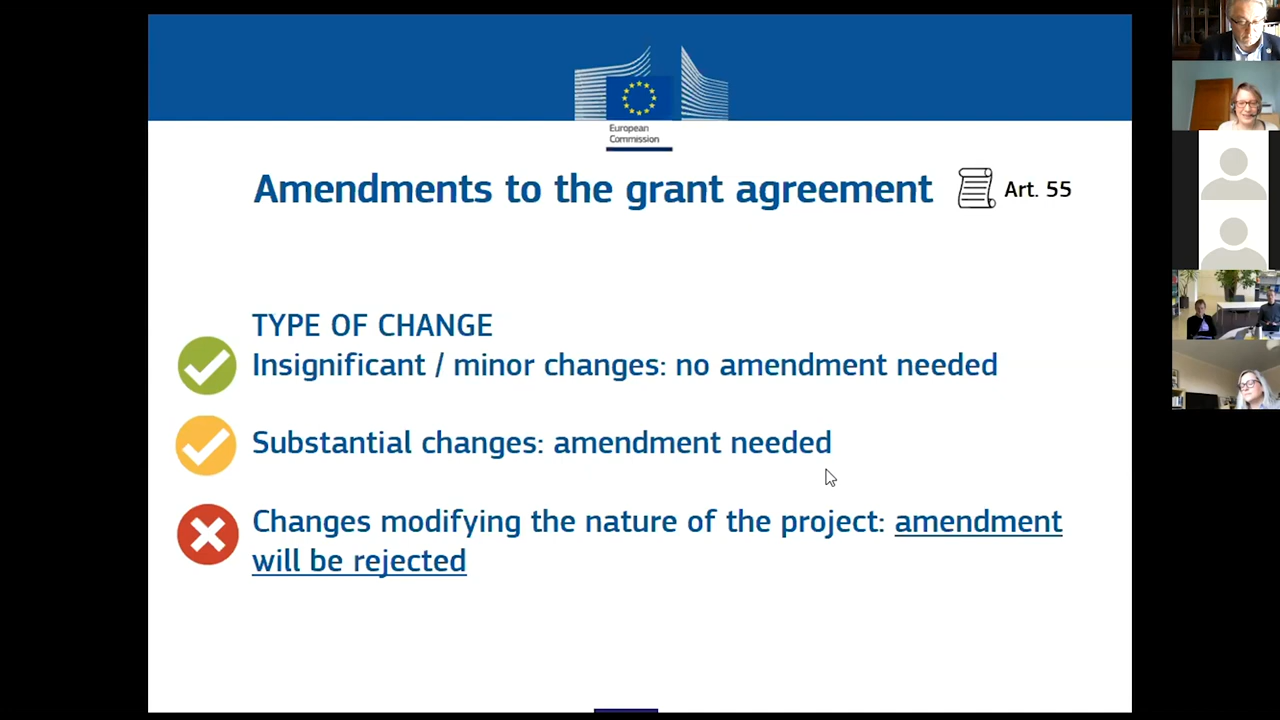 European
Commission
Amendments to the grant agreement
Art. 55
TYPE OF CHANGE
Insignificant / minor changes: no amendment needed
Substantial changes: amendment needed
Changes modifying the nature of the project: amendment
will be rejected